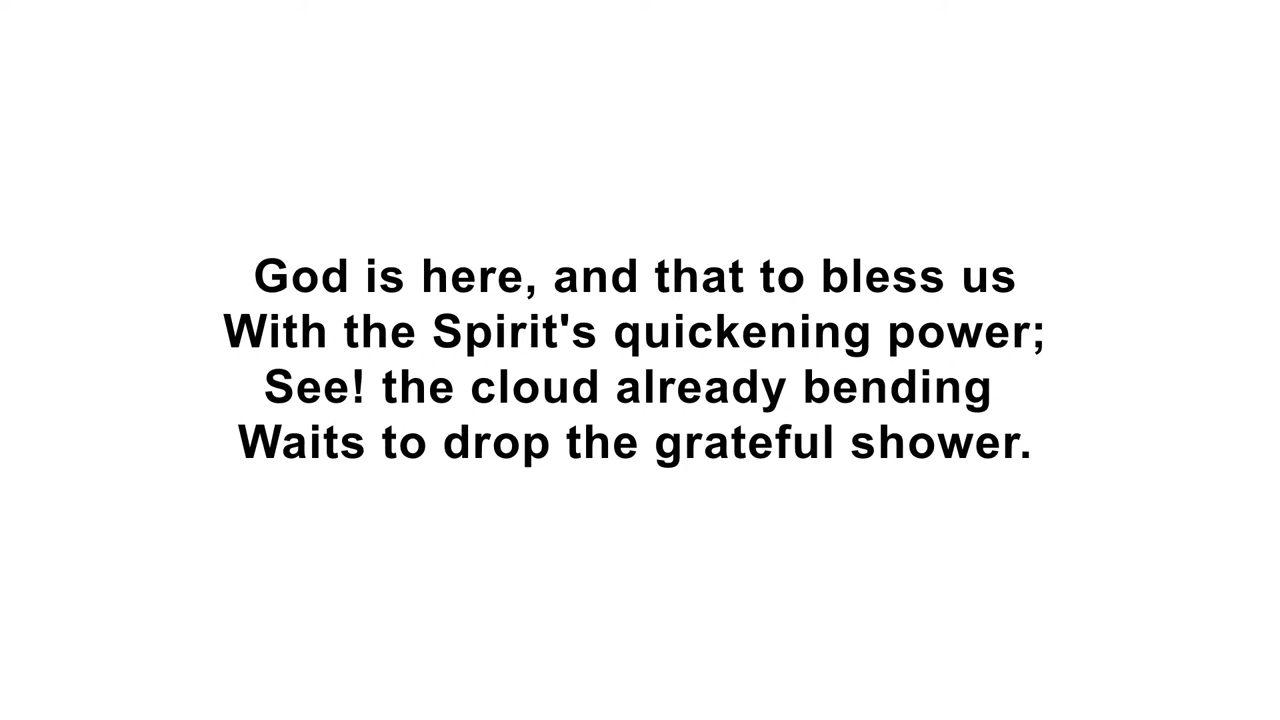 God is here, and that to bless us
With the Spirit's quickening power;
See! the cloud already bending
Waits to drop the grateful shower.